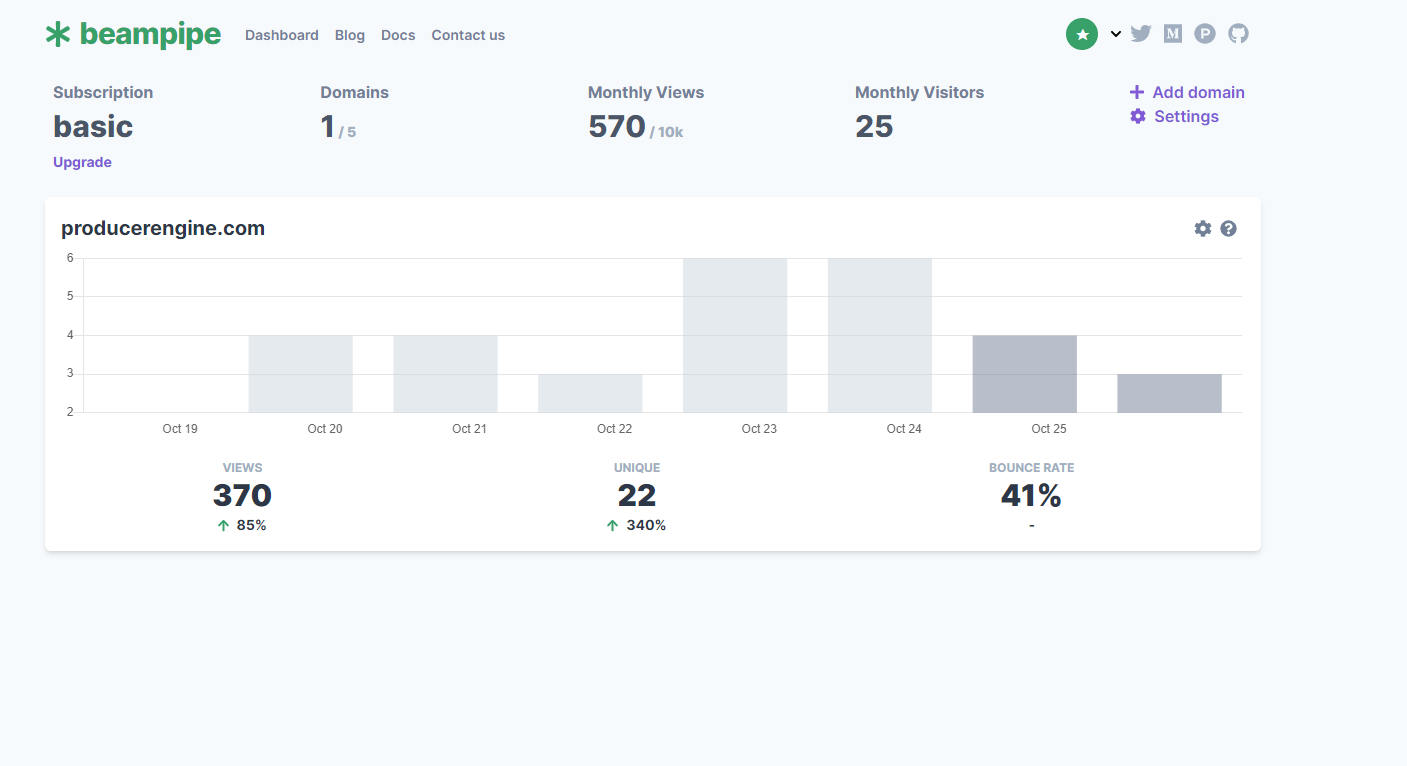 beampipe Dashboard Blog Docs Contact us
Subscription Domains Monthly Views Monthly Visitors + Add domain
basic 1 / 5 570 / 10k 25 Settings
Upgrade
producerengine.com
6
5
4
3
2
Oct 19 Oct 20 Oct 21 Oct 22 Oct 23 Oct 24 Oct 25
VIEWS UNIQUE BOUNCE RATE
370 22 41%
↑ 85% ↑ 340% -